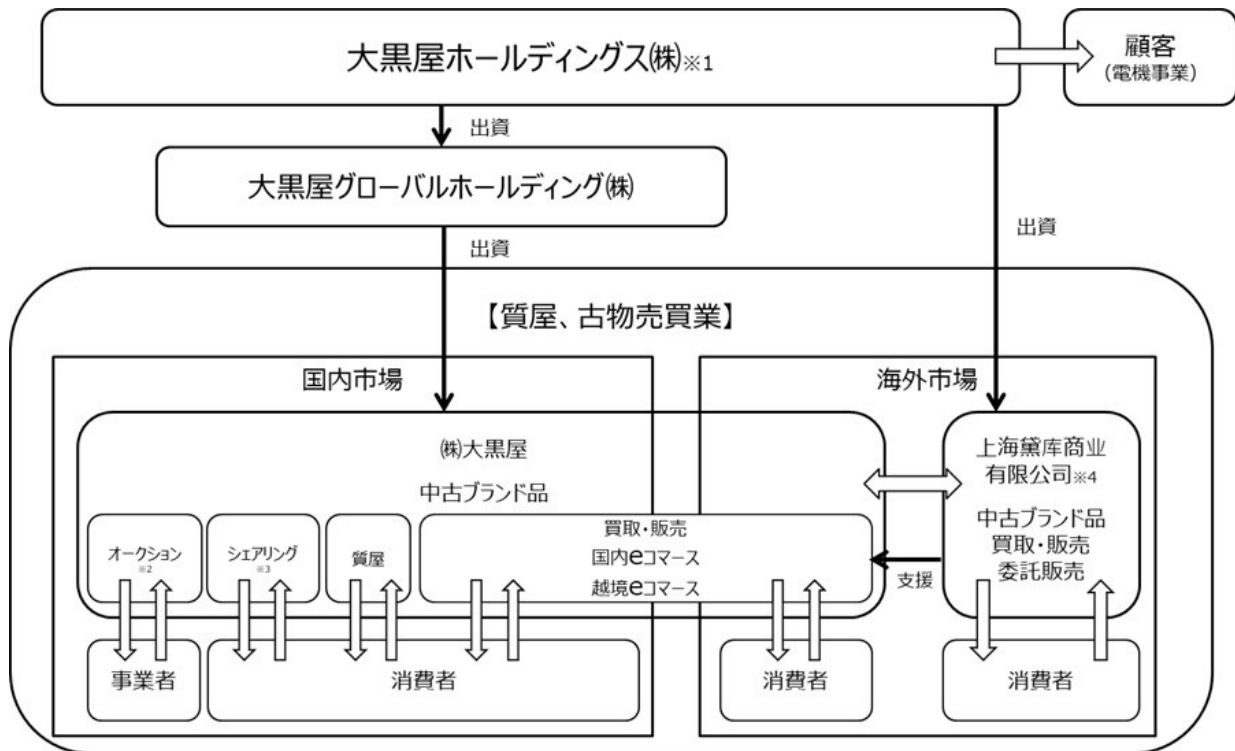 大黒屋ホールディングス㈱※1
顧客
(電機事業)
出資
大黒屋グローバルホールディング㈱
出資
出資
【質屋、古物売買業】
国内市場
海外市場
㈱大黒屋
中古ブランド品
上海黛库商业
有限公司※4
中古ブランド品
買取・販売
委託販売
オークション
※2
シェアリング
※3
質屋
買取・販売
国内eコマース
越境eコマース
支援
事業者
消費者
消費者
消費者